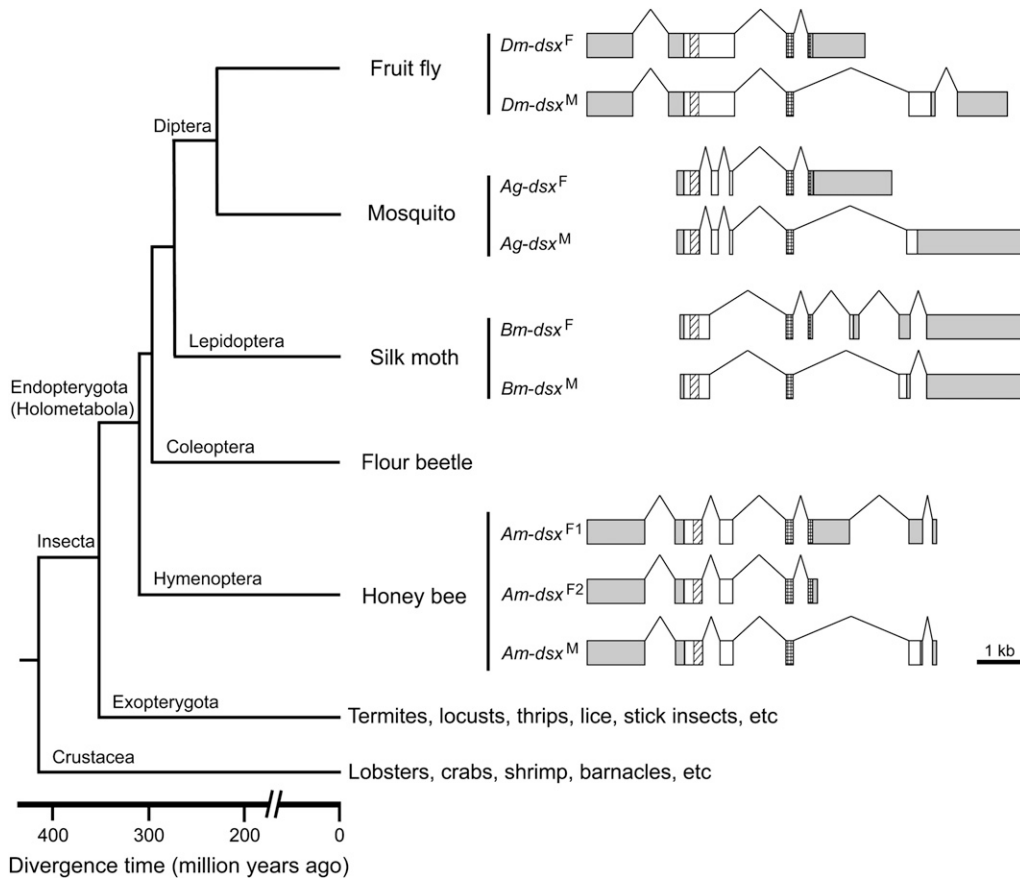 Fruit fly
Dm-dsxF
Dm-dsxM
Diptera
Mosquito
Ag-dsxF
Ag-dsxM
Lepidoptera
Silk moth
Bm-dsxF
Bm-dsxM
Endopterygota
(Holometabola)
Coleoptera
Flour beetle
Insecta
Hymenoptera
Honey bee
Am-dsxF1
Am-dsxF2
Am-dsxM
1 kb
Exopterygota
Termites, locusts, thrips, lice, stick insects, etc
Crustacea
Lobsters, crabs, shrimp, barnacles, etc
400 300 200 0
Divergence time (million years ago)